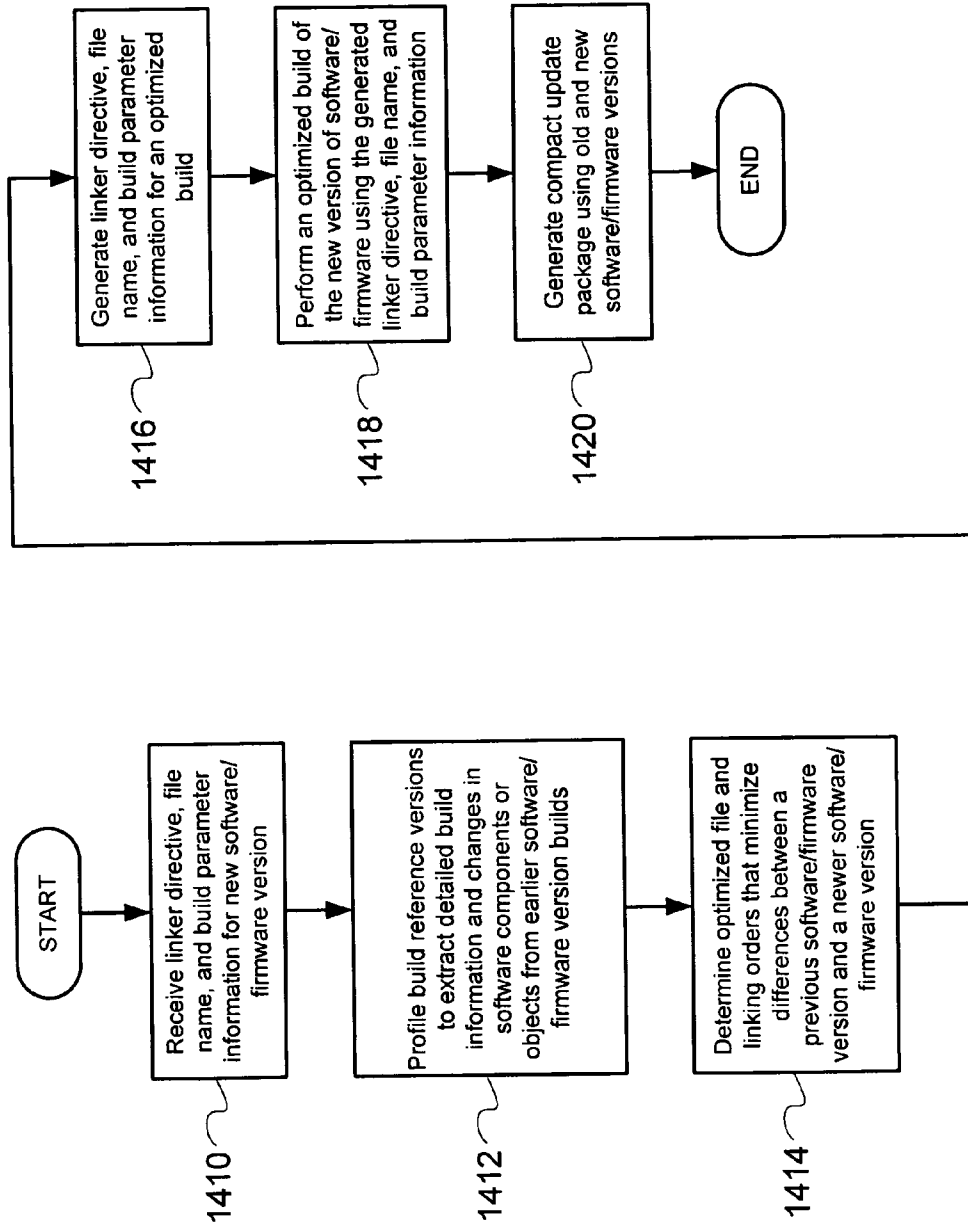 START
Receive linker directive, file
name, and build parameter
information for new software/
firmware version
1410
Profile build reference versions
to extract detailed build
information and changes in
software components or
objects from earlier software/
firmware version builds
1412
Determine optimized file and
linking orders that minimize
differences between a
previous software/firmware
version and a newer software/
firmware version
1414
Generate linker directive, file
name, and build parameter
information for an optimized
build
1416
Perform an optimized build of
the new version of software/
firmware using the generated
linker directive, file name, and
build parameter information
1418
Generate compact update
package using old and new
software/firmware versions
1420
END